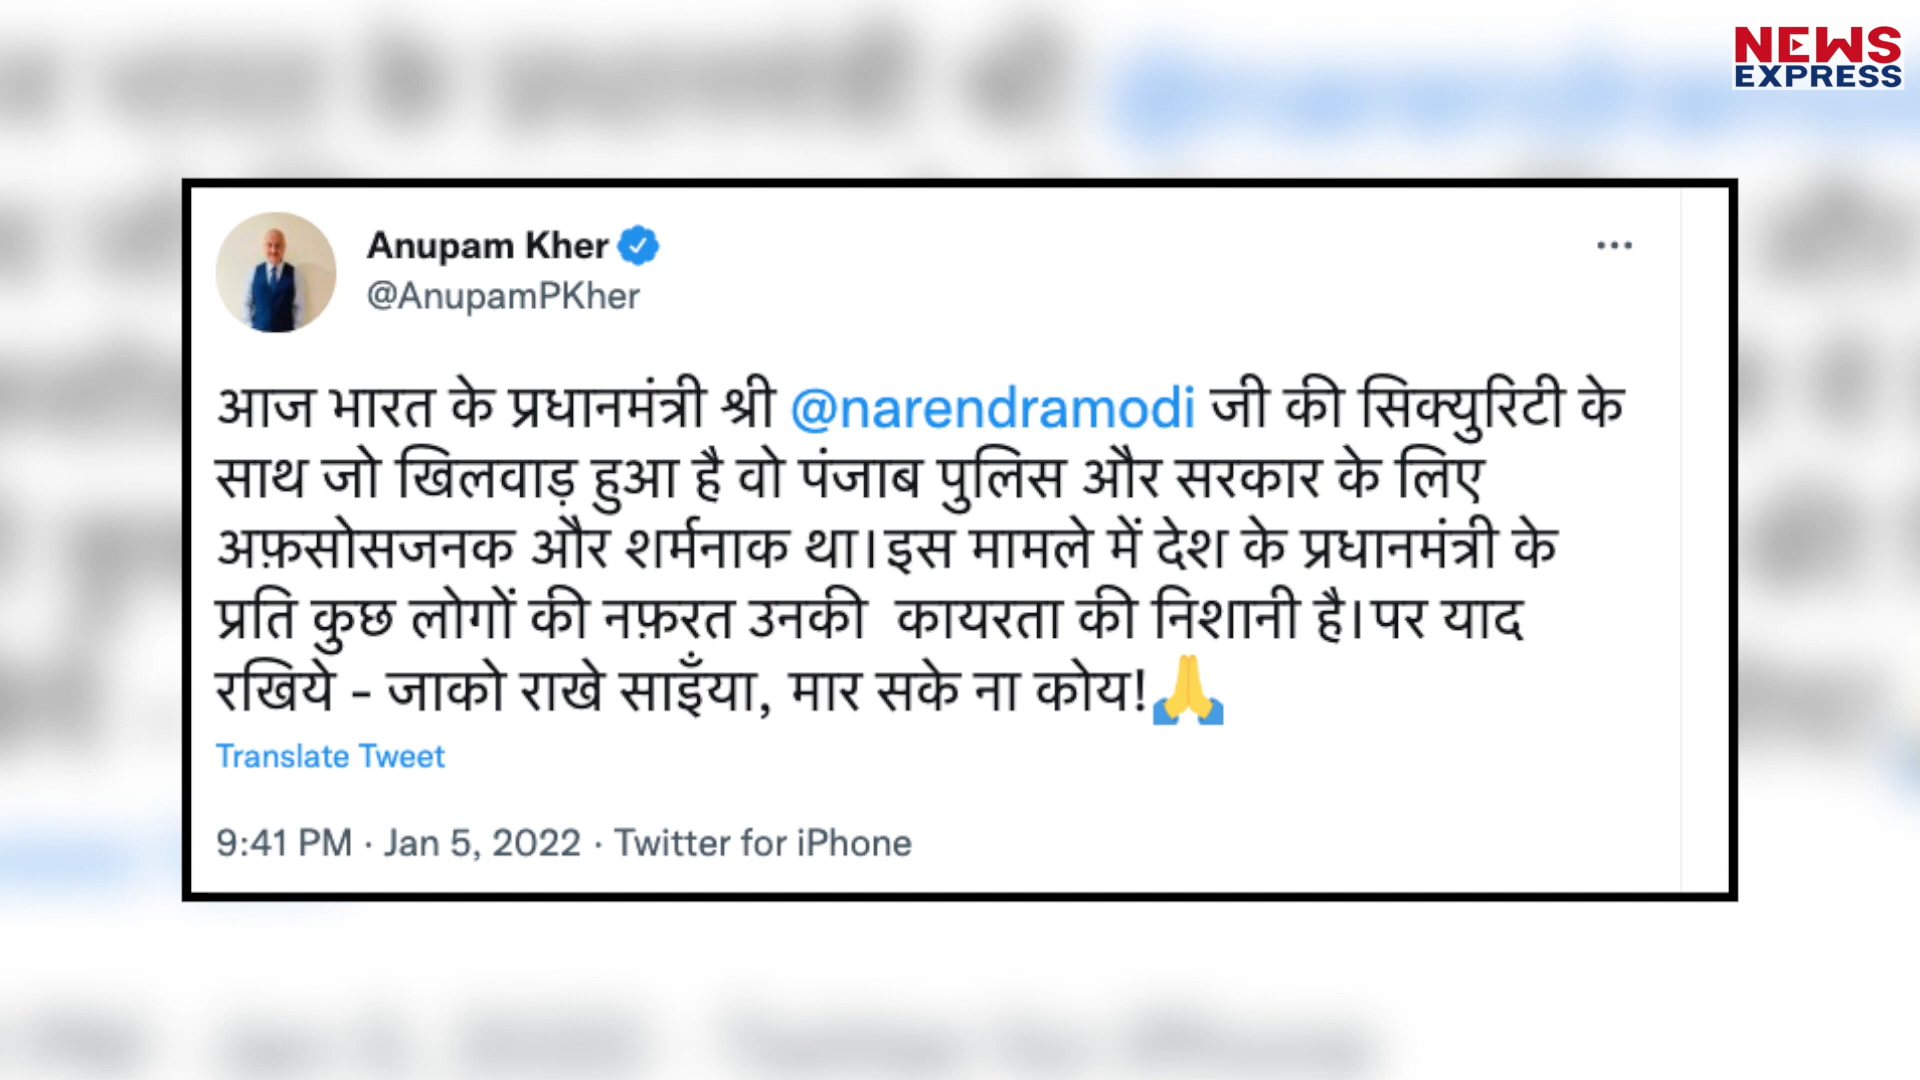 NEWS
EXPRESS
Anupam Kher
@AnupamPKher
आज भारत के प्रधानमंत्री श्री @narendramodi जी की सिक्युरिटी के
साथ जो खिलवाड़ हुआ है वो पंजाब पुलिस और सरकार के लिए
अफ़सोसजनक और शर्मनाक था।इस मामले में देश के प्रधानमंत्री के
प्रति कुछ लोगों की नफ़रत उनकी  कायरता की निशानी है।पर याद
रखिये - जाको राखे साइँया, मार सके ना कोय!🙏
Translate Tweet
9:41 PM · Jan 5, 2022 · Twitter for iPhone